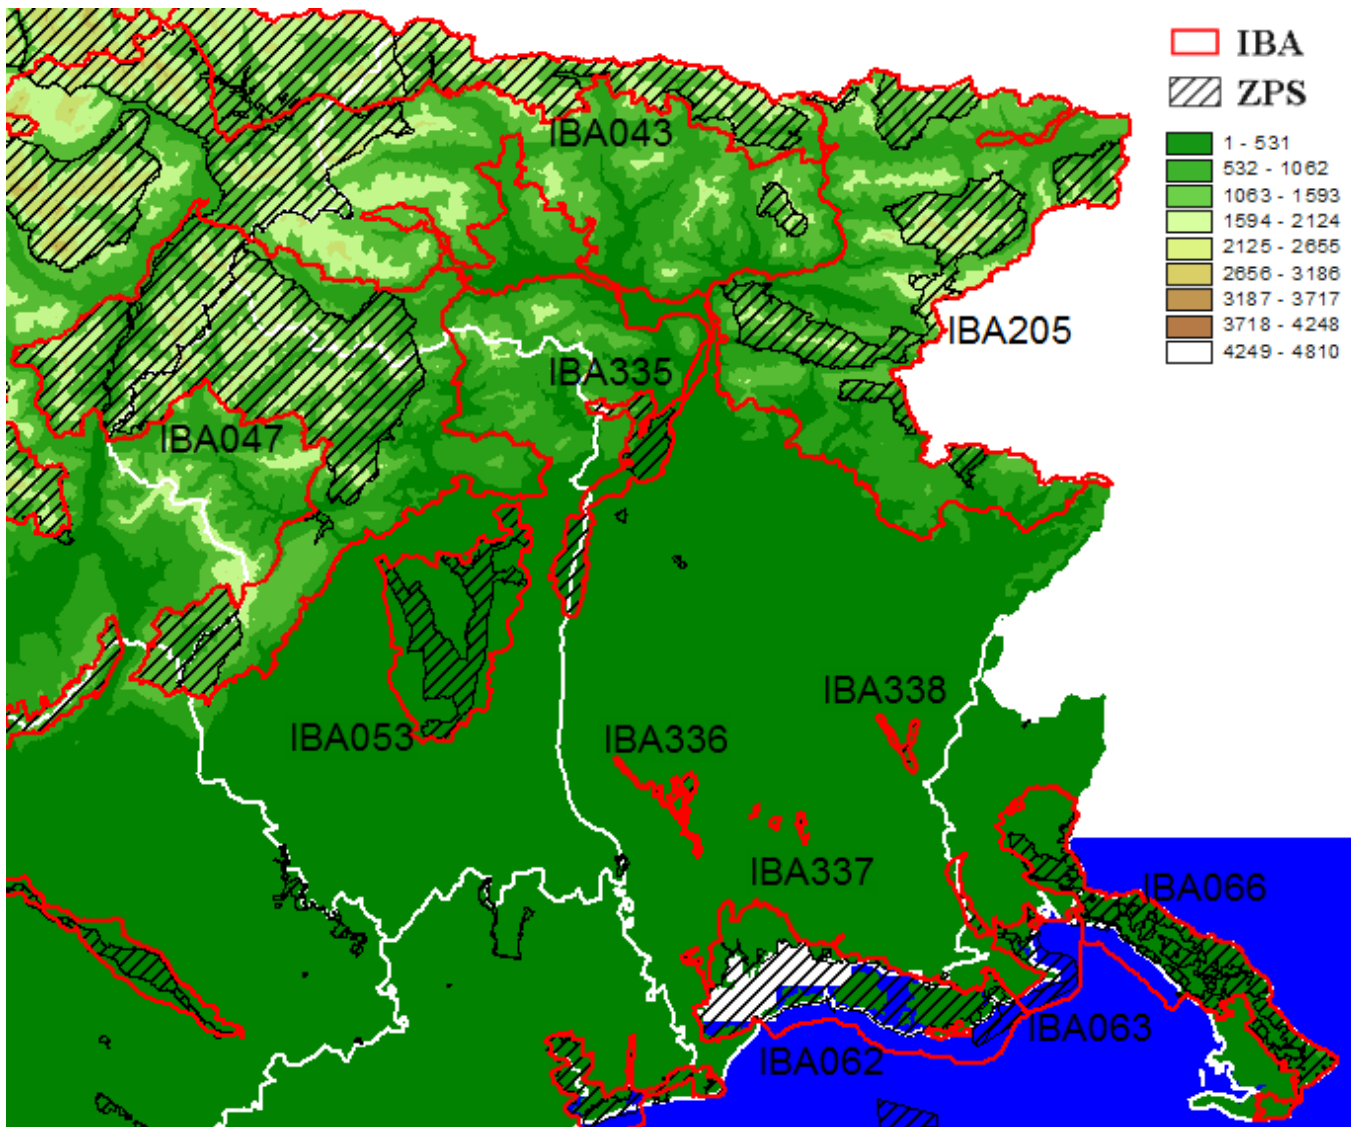 IBA
ZPS
1 - 531
532 - 1062
1063 - 1593
1594 - 2124
2125 - 2655
2656 - 3186
3187 - 3717
3718 - 4248
4249 - 4810
IBA043
IBA205
IBA335
IBA047
IBA338
IBA053
IBA336
IBA337
IBA066
IBA063
IBA062